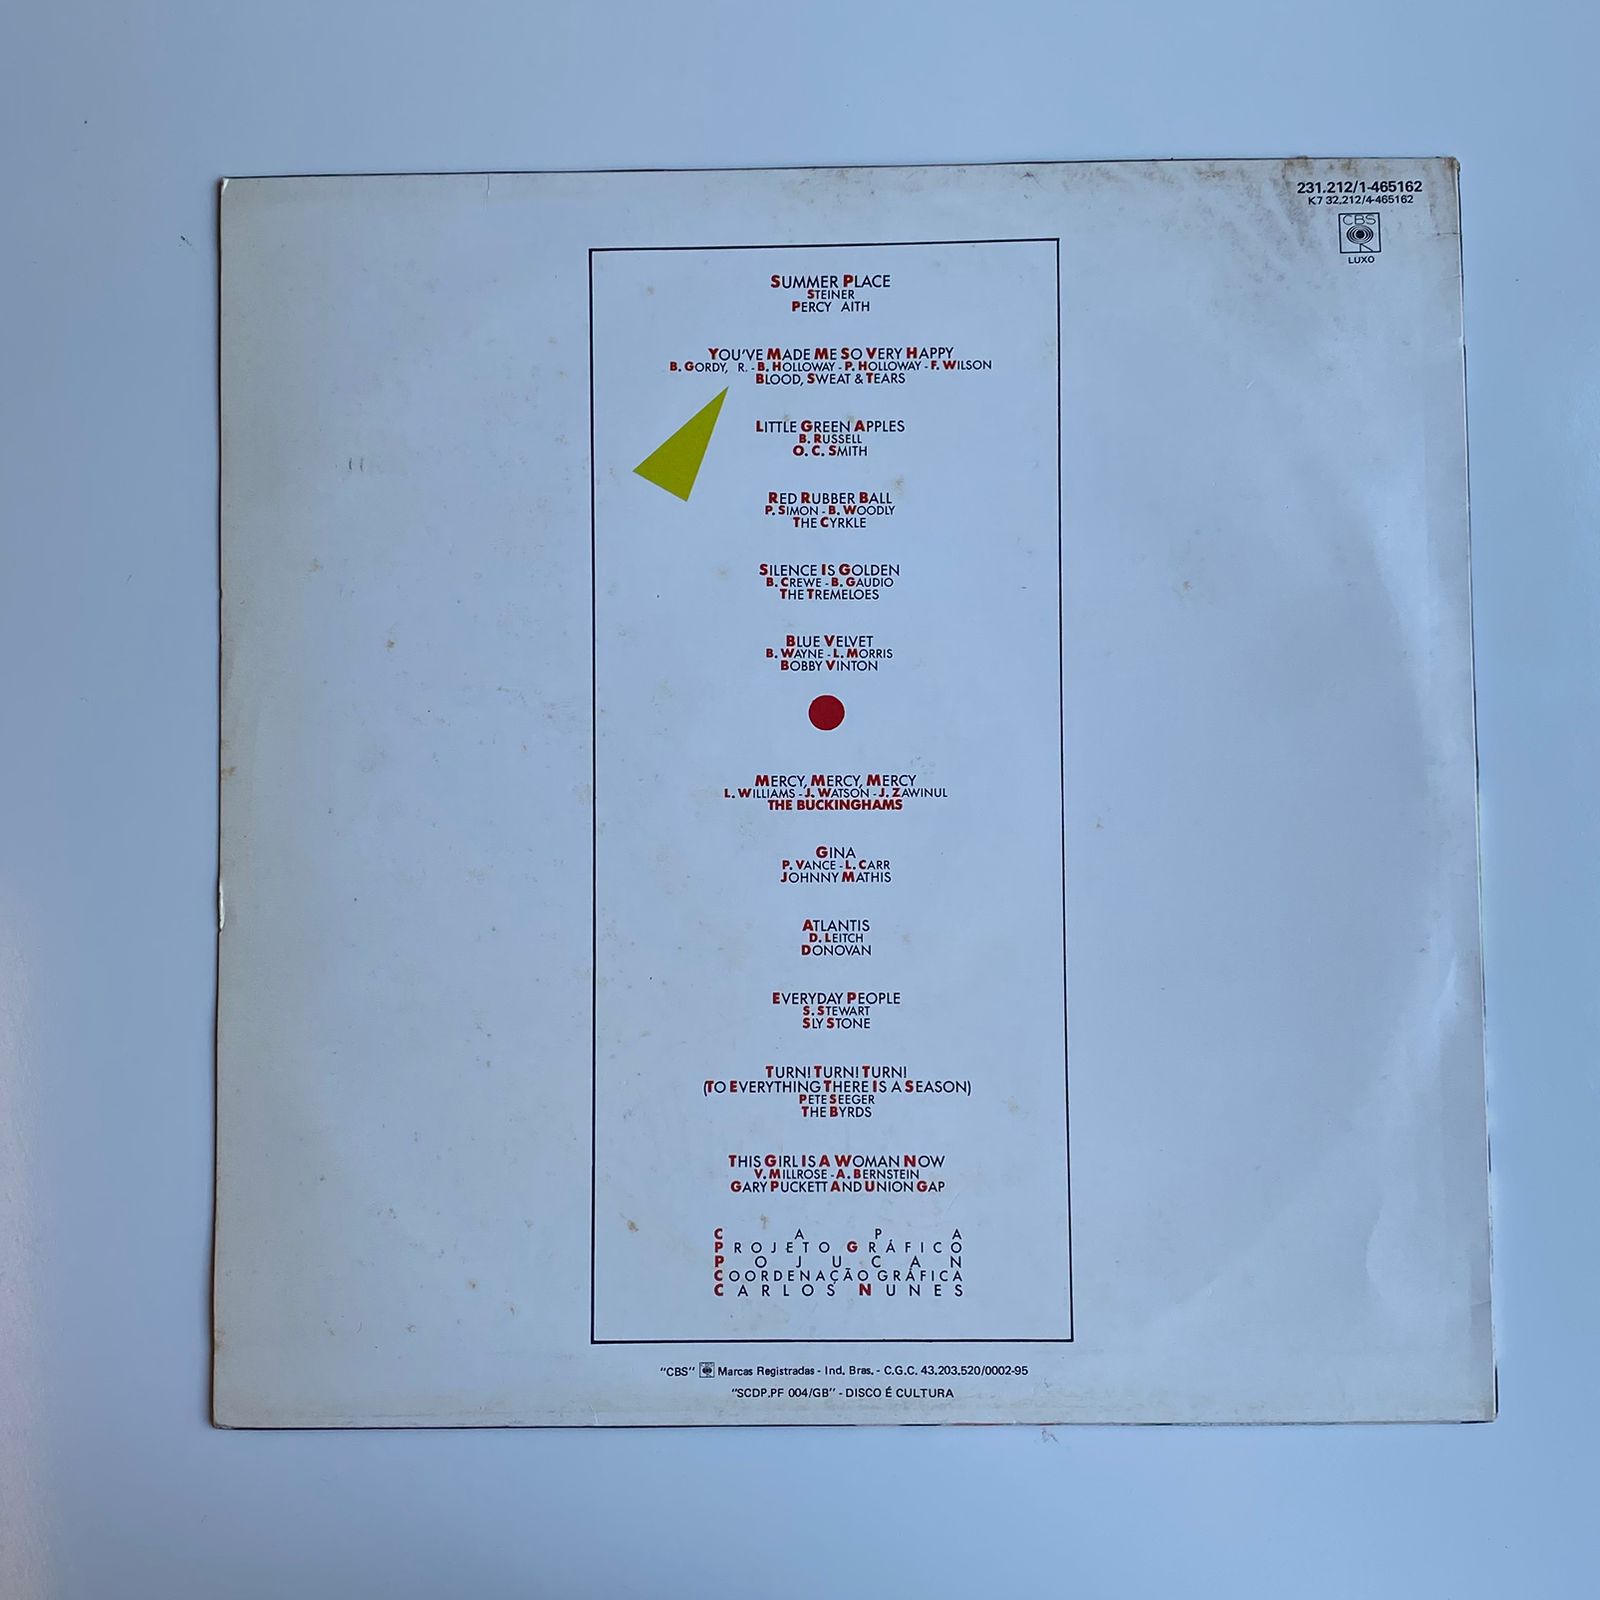 231.212/1-465162
K7 32.212/4-465162
CBS
LUXO
SUMMER PLACE
STEINER
PERCY AITH
YOU'VE MADE ME SO VERY HAPPY
B. GORDY, R. - B. HOLLOWAY - P. HOLLOWAY - F. WILSON
BLOOD, SWEAT & TEARS
LITTLE GREEN APPLES
B. RUSSELL
O. C. SMITH
RED RUBBER BALL
P. SIMON - B. WOODLY
THE CYRKLE
SILENCE IS GOLDEN
B. CREWE - B. GAUDIO
THE TREMELOES
BLUE VELVET
B. WAYNE - L. MORRIS
BOBBY VINTON
MERCY, MERCY, MERCY
L. WILLIAMS - J. WATSON - J. ZAWINUL
THE BUCKINGHAMS
GINA
P. VANCE - L. CARR
JOHNNY MATHIS
ATLANTIS
D. LEITCH
DONOVAN
EVERYDAY PEOPLE
S. STEWART
SLY STONE
TURN! TURN! TURN!
(TO EVERYTHING THERE IS A SEASON)
PETE SEEGER
THE BYRDS
THIS GIRL IS A WOMAN NOW
V. MILLROSE - A. BERNSTEIN
GARY PUCKETT AND UNION GAP
CAPA
PROJETO GRÁFICO
POJUCAN
COORDENAÇÃO GRÁFICA
CARLOS NUNES
"CBS" Marcas Registradas - Ind. Bras. - C.G.C. 43.203.520/0002-95
"SCDP.PF 004/GB" - DISCO É CULTURA